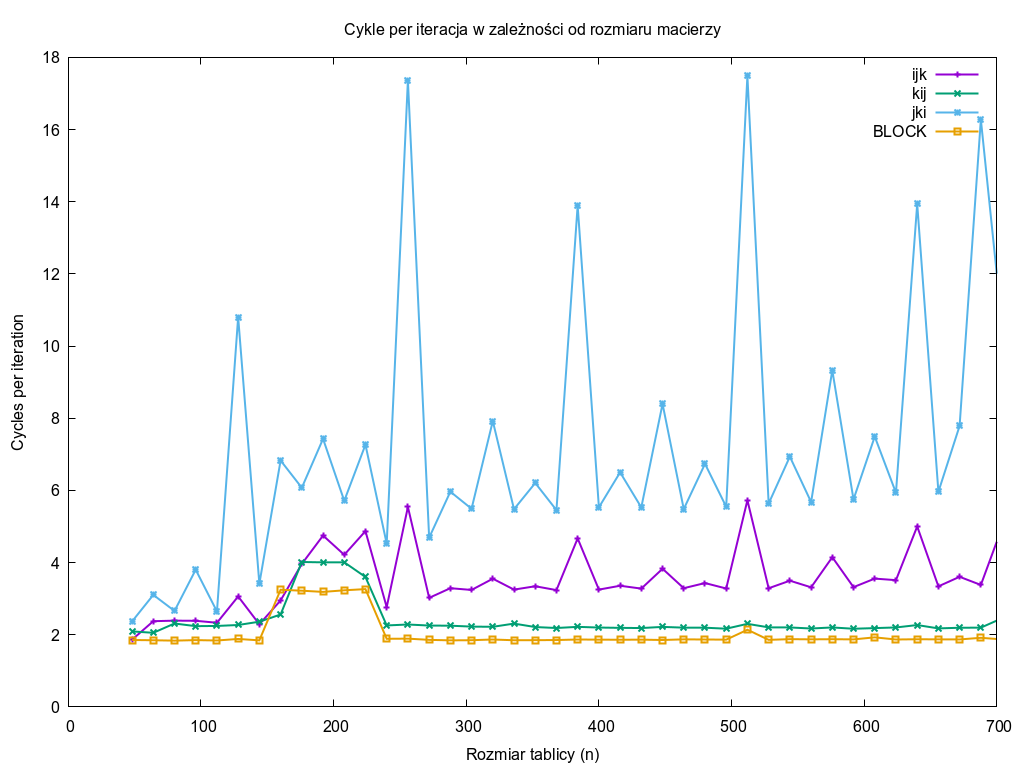 Cykle per iteracja w zależności od rozmiaru macierzy
18
16
14
12
10
8
6
4
2
0
Cycles per iteration
ijk
kij
jki
BLOCK
0 100 200 300 400 500 600 700
Rozmiar tablicy (n)